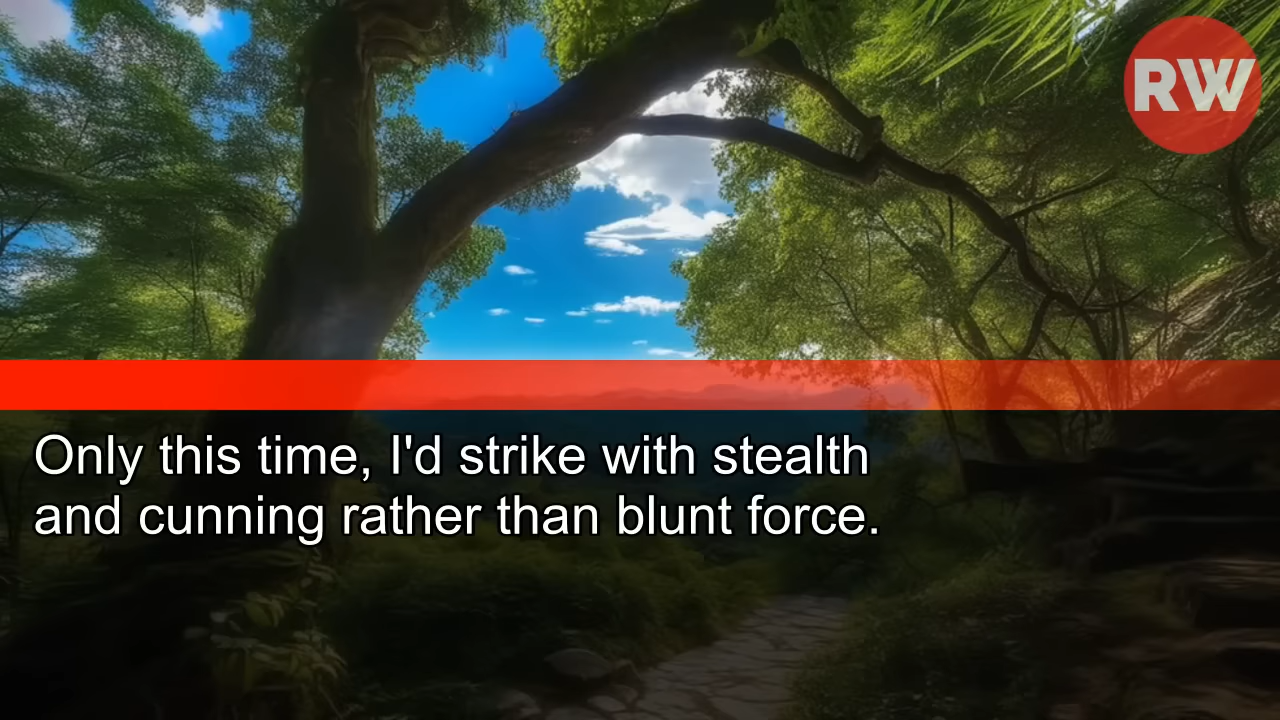 RW
Only this time, I'd strike with stealth
and cunning rather than blunt force.